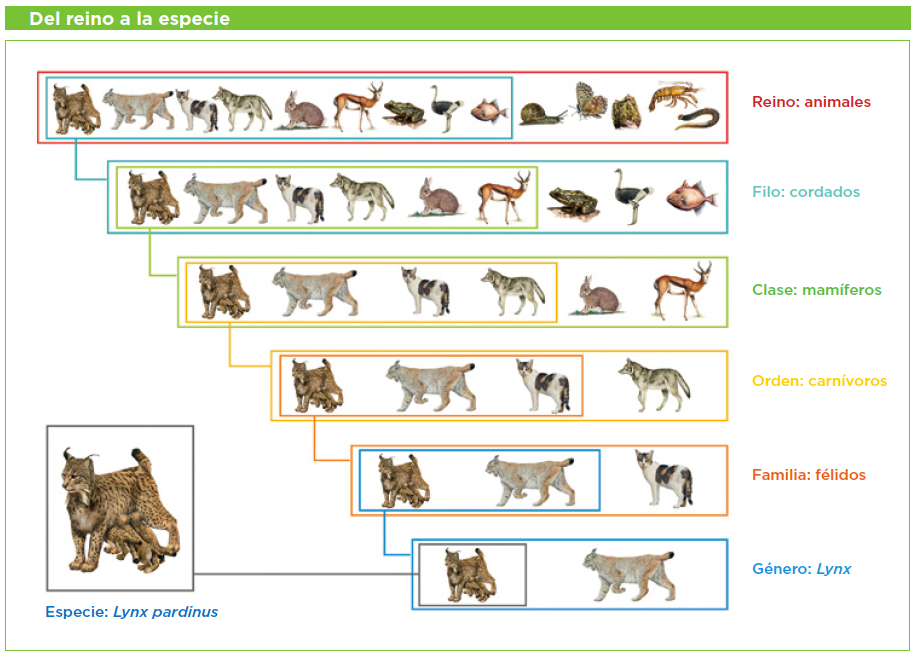 Del reino a la especie
Reino: animales
Filo: cordados
Clase: mamíferos
Orden: carnívoros
Familia: félidos
Género: Lynx
Especie: Lynx pardinus